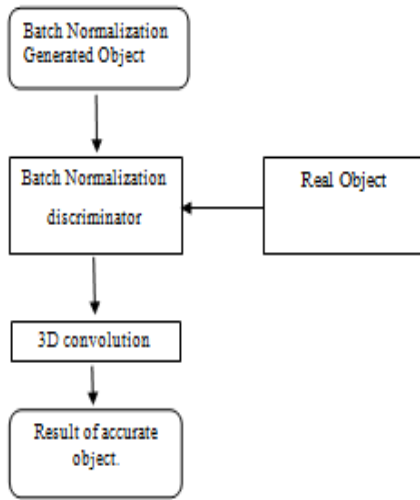 Batch Normalization
Generated Object
Batch Normalization
discriminator
Real Object
3D convolution
Result of accurate
object.